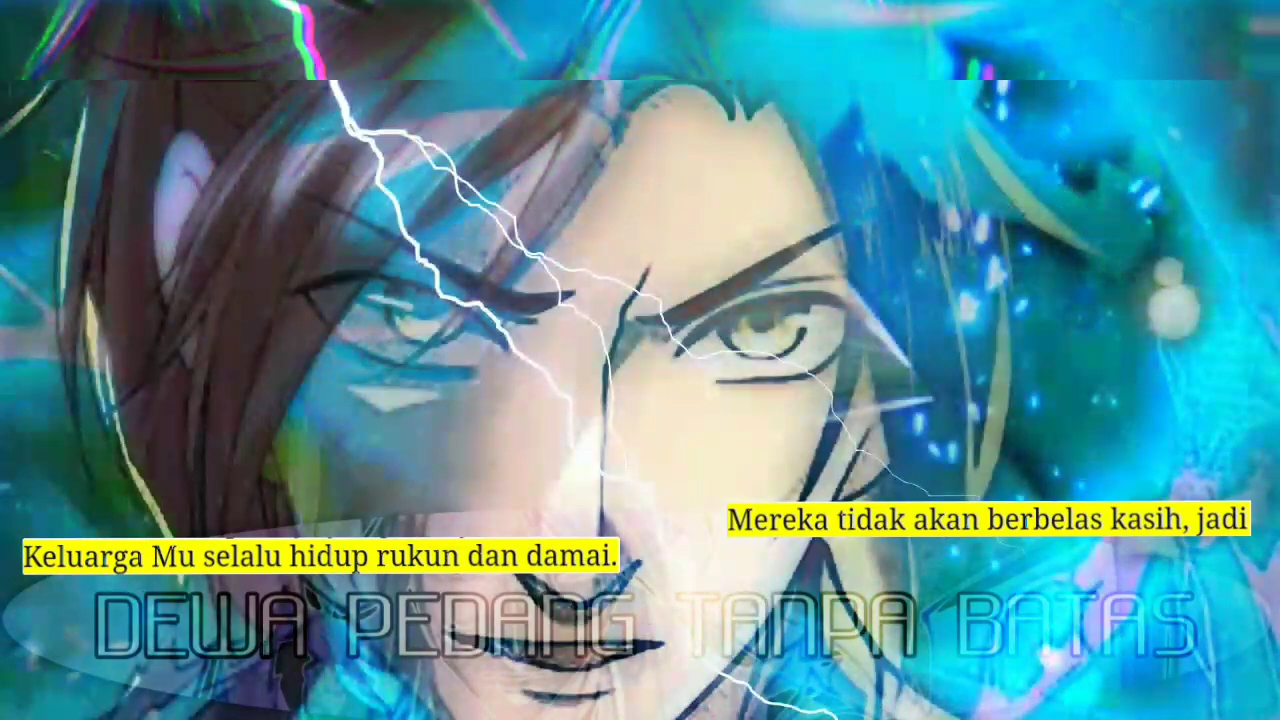 Mereka tidak akan berbelas kasih, jadi
Keluarga Mu selalu hidup rukun dan damai.
DEWA PEDANG TANPA BATAS